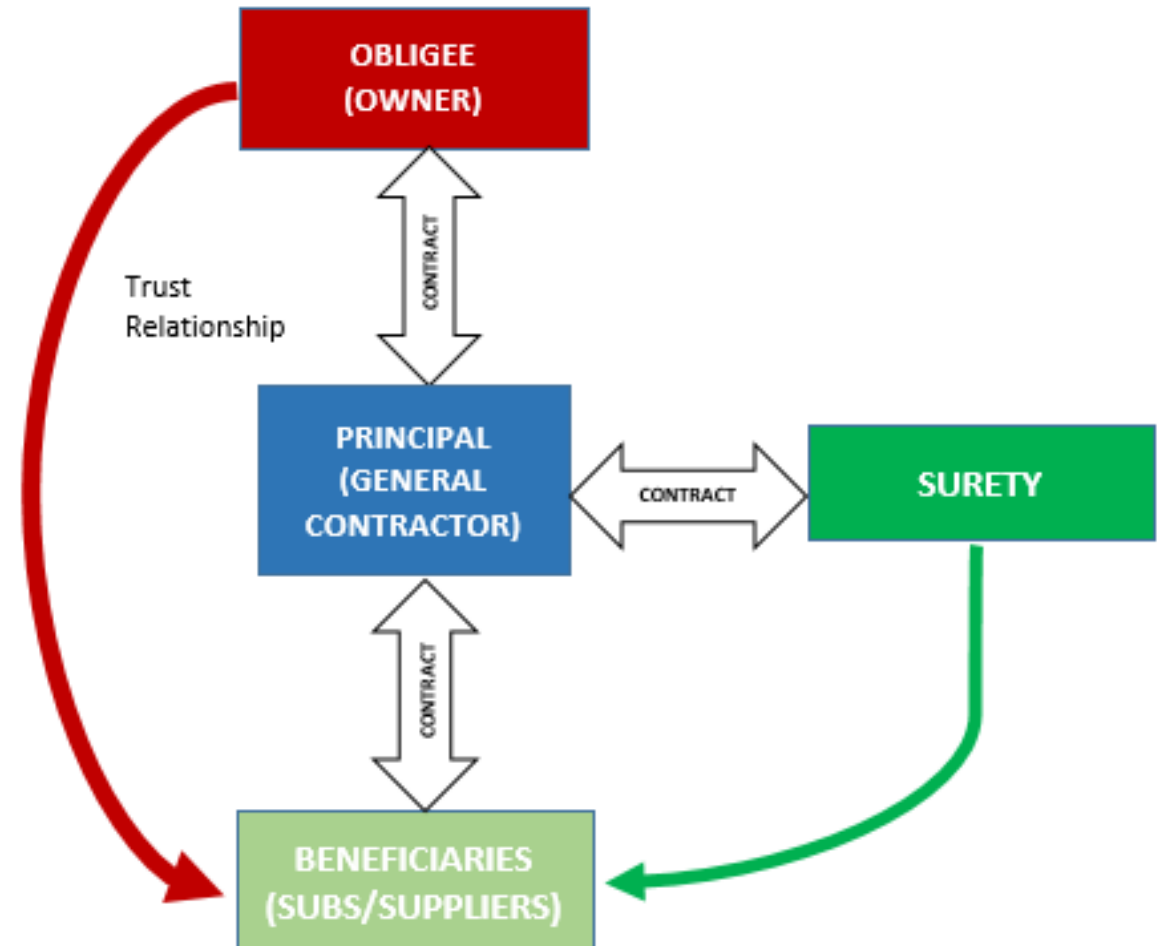 OBLIGEE
(OWNER)
CONTRACT
Trust
Relationship
PRINCIPAL
(GENERAL
CONTRACTOR)
CONTRACT
SURETY
CONTRACT
BENEFICIARIES
(SUBS/SUPPLIERS)